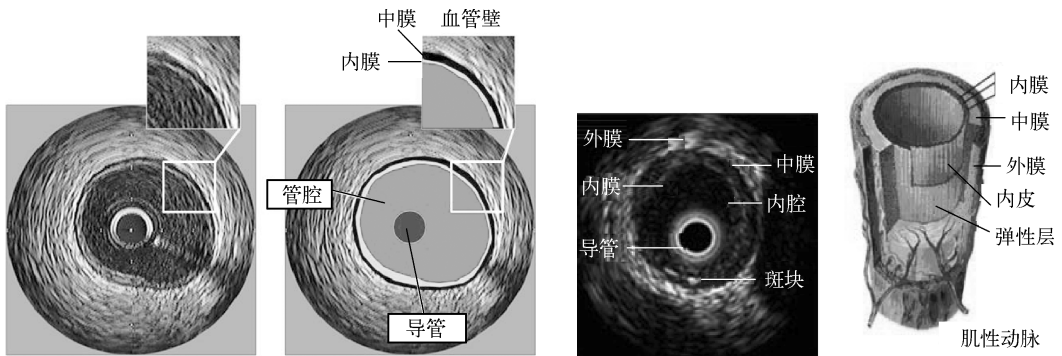 中膜
血管壁
内膜
管腔
导管
外膜
中膜
内膜
内腔
导管
斑块
内膜
中膜
外膜
内皮
弹性层
肌性动脉